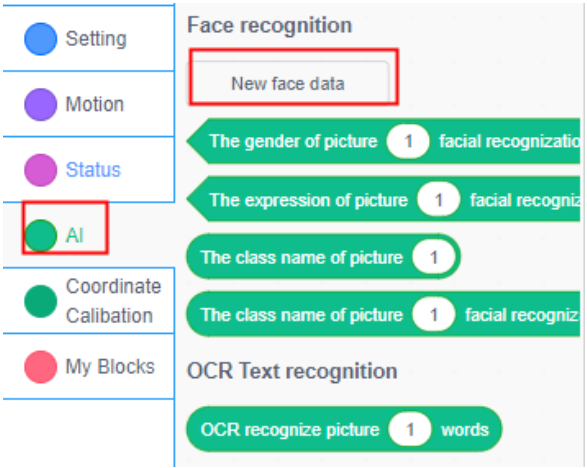 Setting
Motion
Status
AI
Coordinate
Calibation
My Blocks
Face recognition
New face data
The gender of picture 1 facial recognizatio
The expression of picture 1 facial recogniz
The class name of picture 1
The class name of picture 1 facial recogniz
OCR Text recognition
OCR recognize picture 1 words